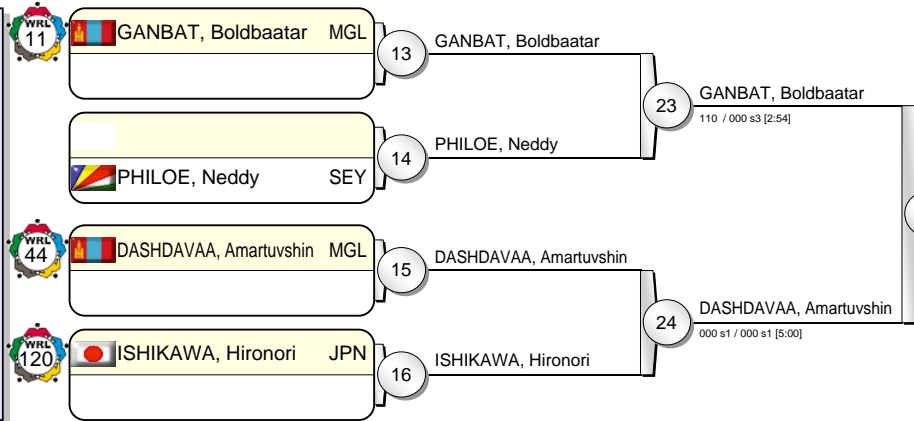 WRL
11
GANBAT, Boldbaatar MGL
13
GANBAT, Boldbaatar
23
GANBAT, Boldbaatar
110 / 000 s3 [2:54]
PHILOE, Neddy SEY
14
PHILOE, Neddy
WRL
44
DASHDAVAA, Amartuvshin MGL
15
DASHDAVAA, Amartuvshin
24
DASHDAVAA, Amartuvshin
000 s1 / 000 s1 [5:00]
WRL
120
ISHIKAWA, Hironori JPN
16
ISHIKAWA, Hironori